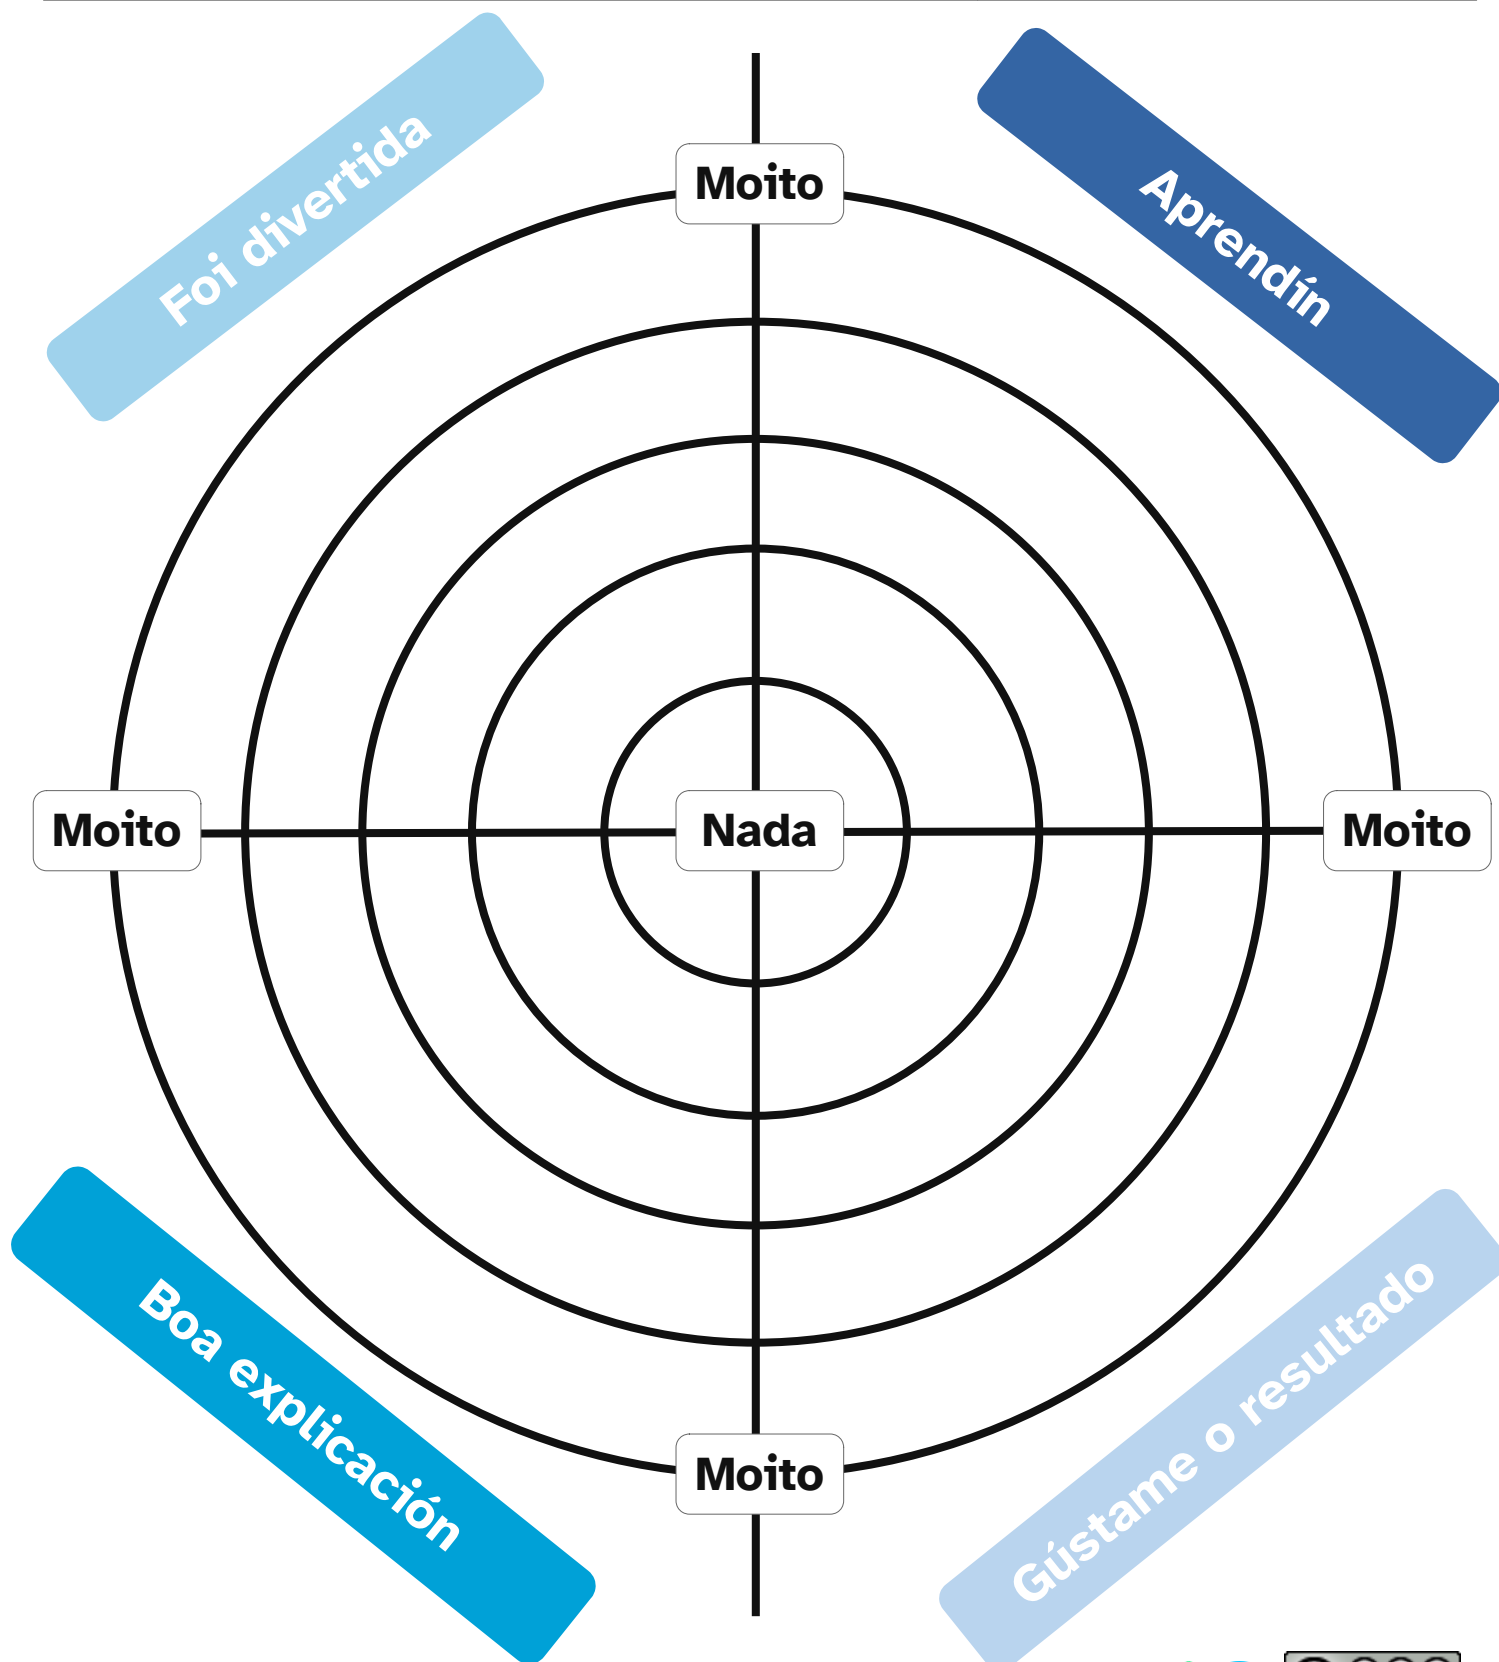 Foi divertida
Aprendín
Moito
Moito
Nada
Moito
Boa explicación
Gústame o resultado
Moito